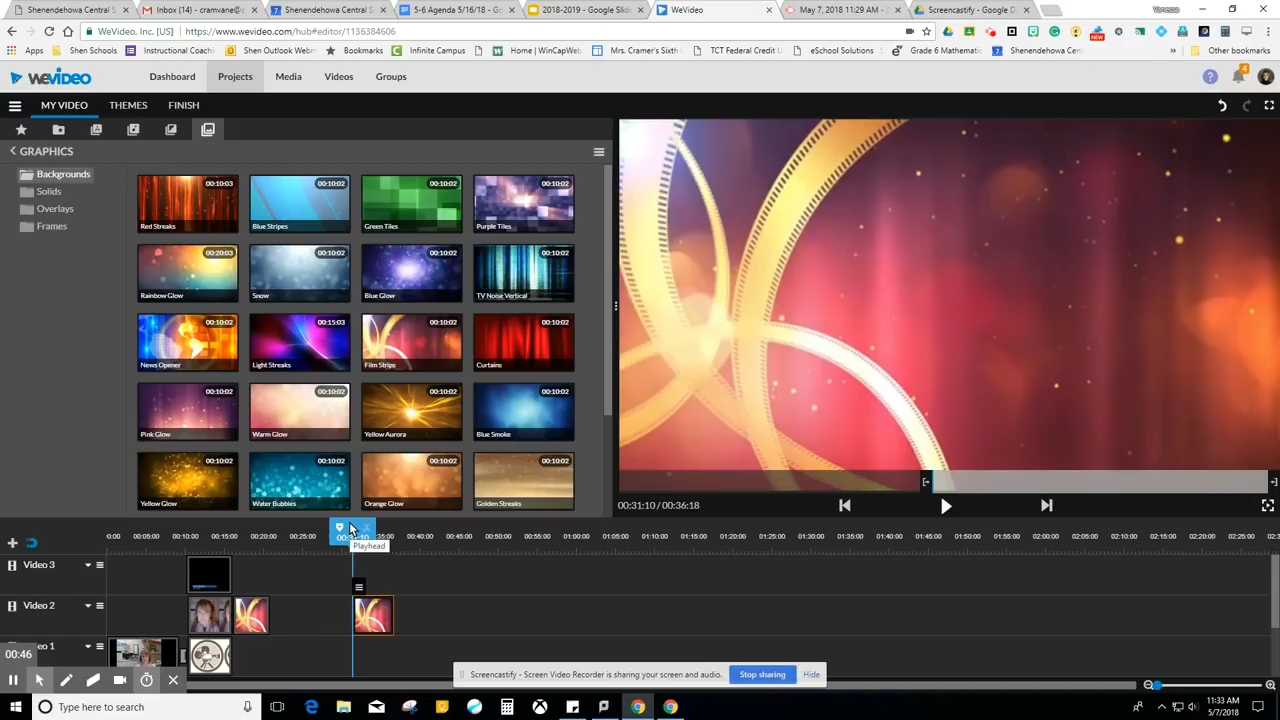 Shenendehowa Central S
Inbox (14) - cramvane@s
Shenendehowa Central S
5-6 Agenda 5/16/18 - Goo
2018-2019 - Google Slide
WeVideo
May 7, 2018 11:29 AM - Sc
Screencastify - Google D
Vanessa
WeVideo, Inc. [US] https://www.wevideo.com/hub#editor/1136384606
Apps Shen Schools Instructional Coachin Shen Outlook Webm Bookmarks Infinite Campus Home | WinCapWeb Mrs. Cramer's Sixth TCT Federal Credit eSchool Solutions Grade 6 Mathematic Shenendehowa Centr Other bookmarks
wevideo Dashboard Projects Media Videos Groups
4
MY VIDEO THEMES FINISH
GRAPHICS
Backgrounds
Solids
Overlays
Frames
00:10:03 00:10:02 00:10:02 00:10:02
Red Streaks Blue Stripes Green Tiles Purple Tiles
00:20:03 00:10:02 00:10:02 00:10:02
Rainbow Glow Snow Blue Glow TV Noise Vertical
00:10:02 00:15:03 00:10:02 00:10:02
News Opener Light Streaks Film Strips Curtains
00:10:02 00:10:02 00:10:02 00:10:02
Pink Glow Warm Glow Yellow Aurora Blue Smoke
00:10:02 00:10:02 00:10:02 00:10:02
Yellow Glow Water Bubbles Orange Glow Golden Streaks
00:31:10 / 00:36:18
0:00 00:05:00 00:10:00 00:15:00 00:20:00 00:25:00 00:40:00 00:45:00 00:50:00 00:55:00 01:00:00 01:05:00 01:10:00 01:15:00 01:20:00 01:25:00 01:30:00 01:35:00 01:40:00 01:45:00 01:50:00 01:55:00 02:00:00 02:05:00 02:10:00 02:15:00 02:20:00 02:25:00
Playhead
Video 3
Video 2
00:46
Screencastify - Screen Video Recorder is sharing your screen and audio. Stop sharing Hide
Type here to search
11:33 AM
5/7/2018